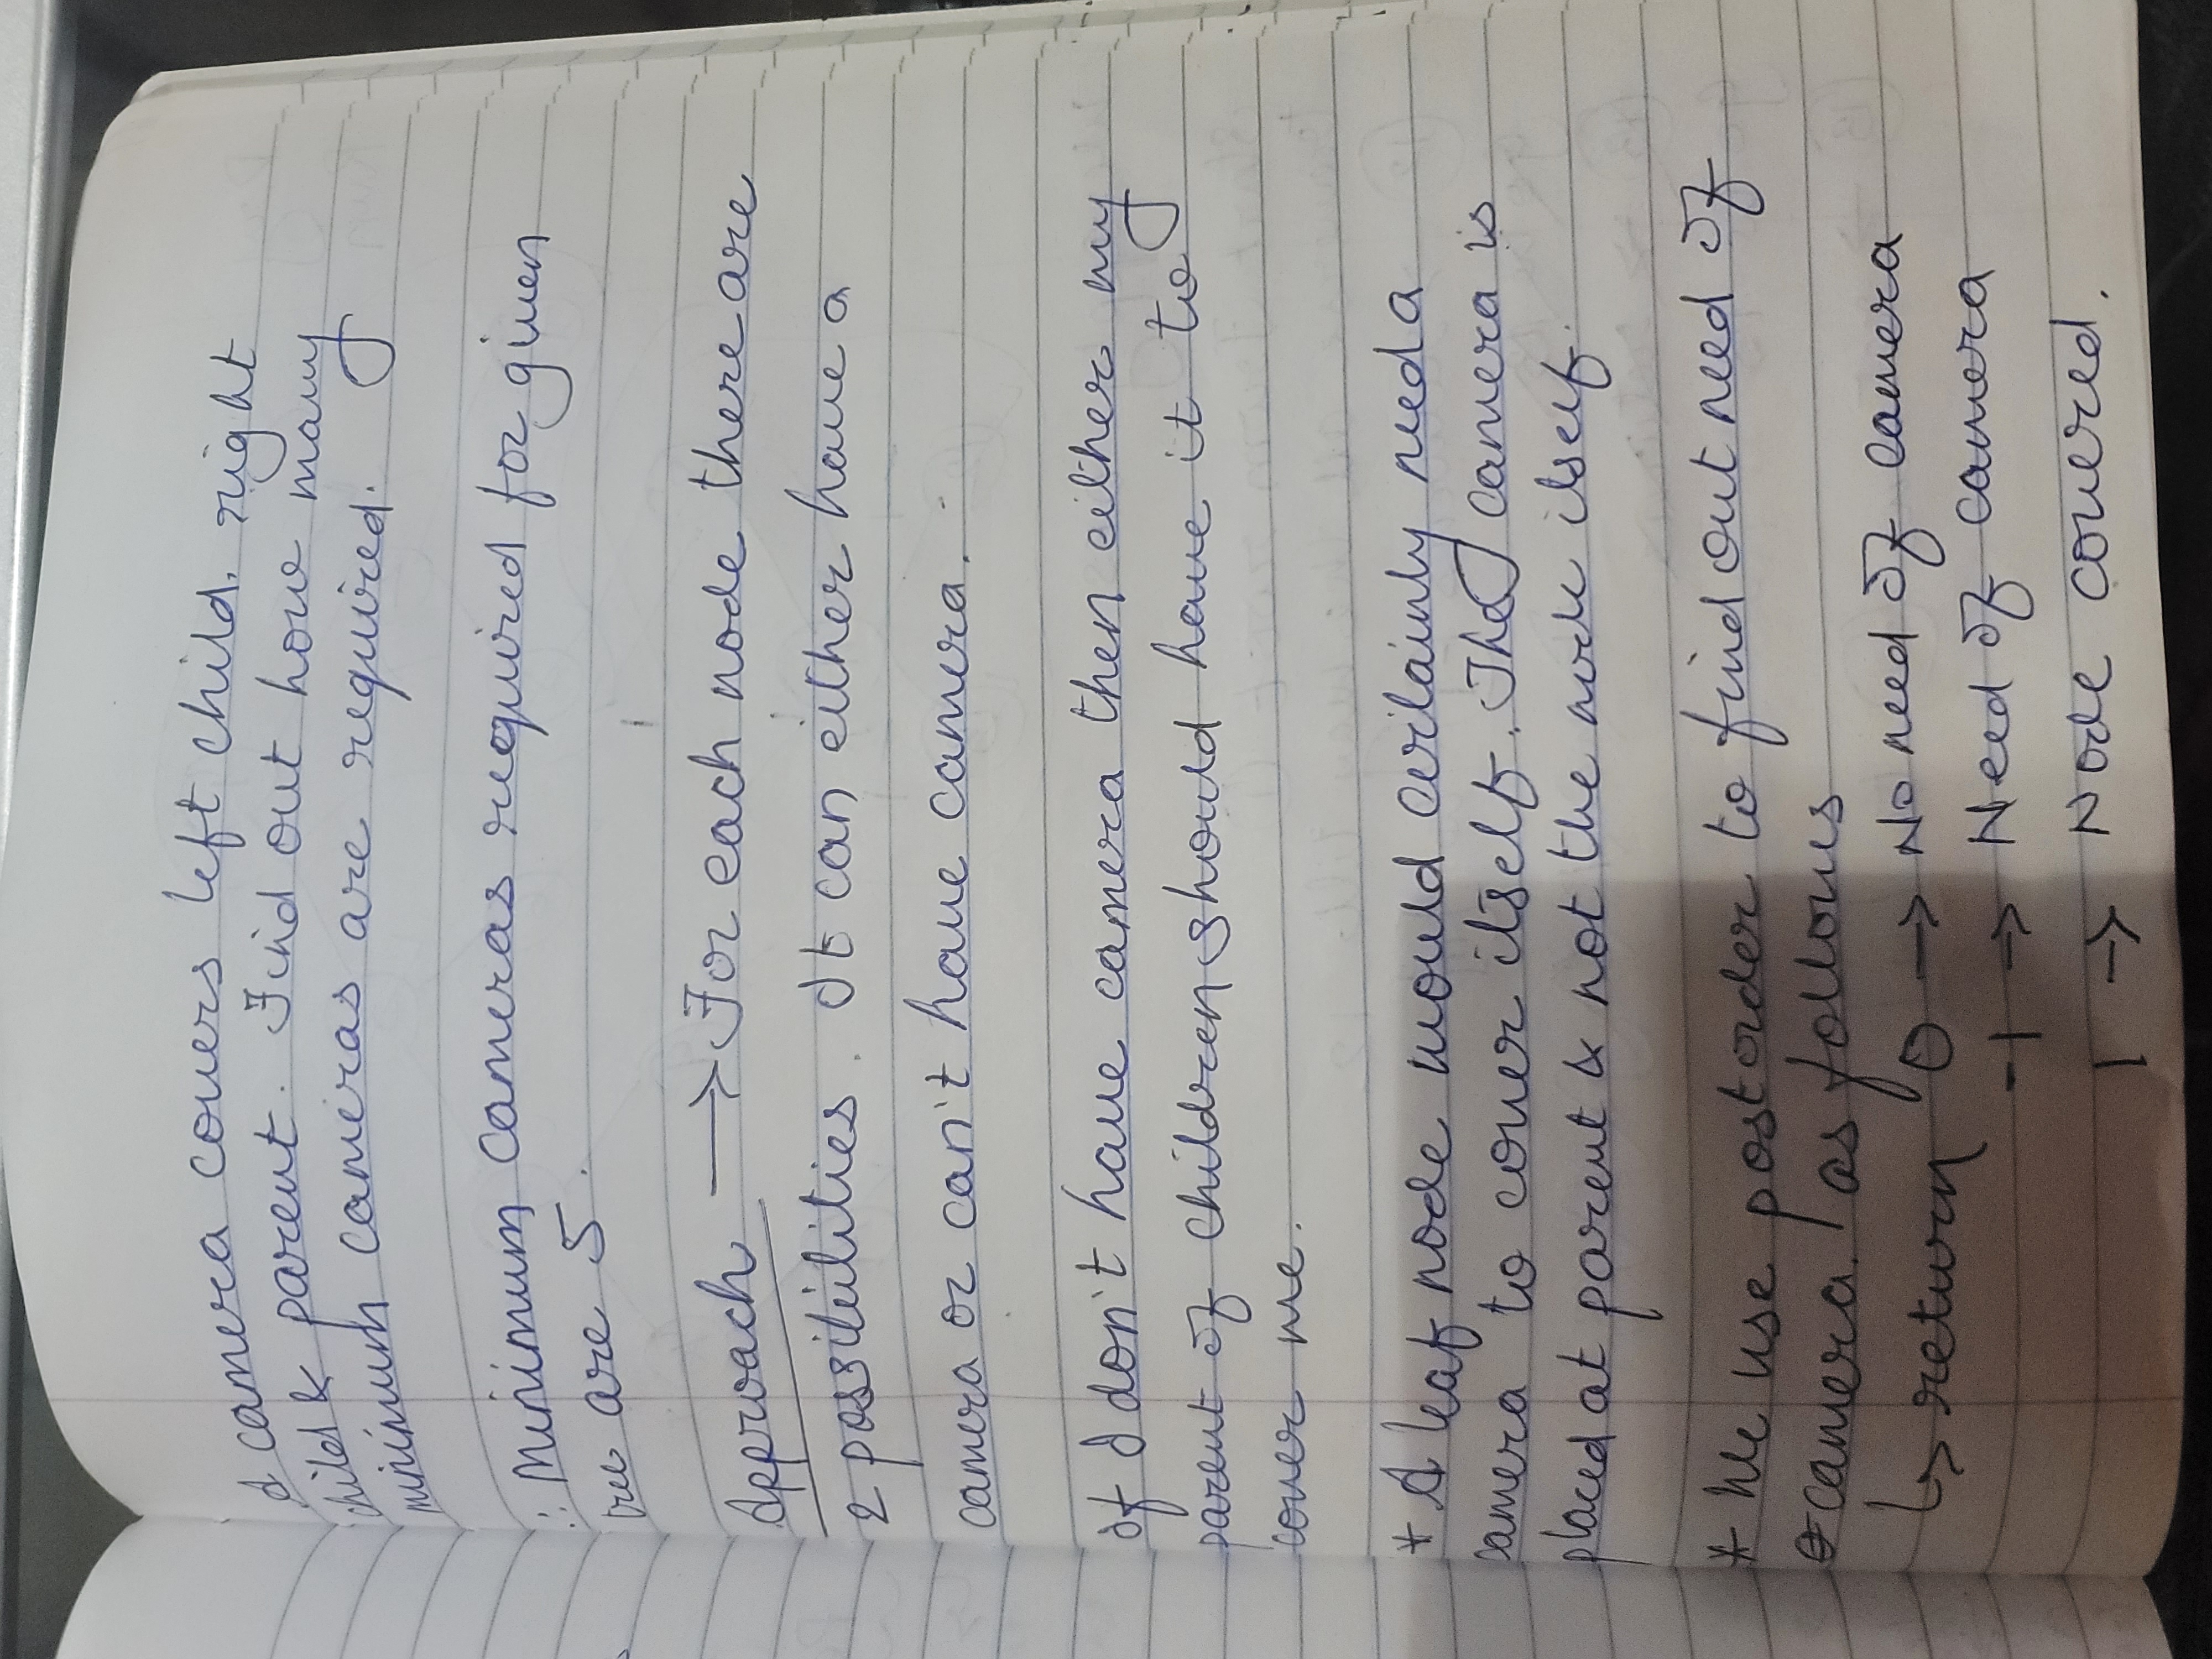 A camera covers left child, right
child & parent. Find out how many
minimum cameras are required.
∴ Minimum cameras required for given
tree are 5.
Approach → For each node there are
2 possibilities. It can either have a
camera or can't have camera.
If I don't have camera then either my
parent or children should have it to
cover me.
* A leaf node would certainly need a
camera to cover itself. The camera is
placed at parent & not the node itself.
* We use postorder to find out need of
camera. as follows
↳ return 0 → No need of camera
-1 → Need of camera
1 → Node covered.